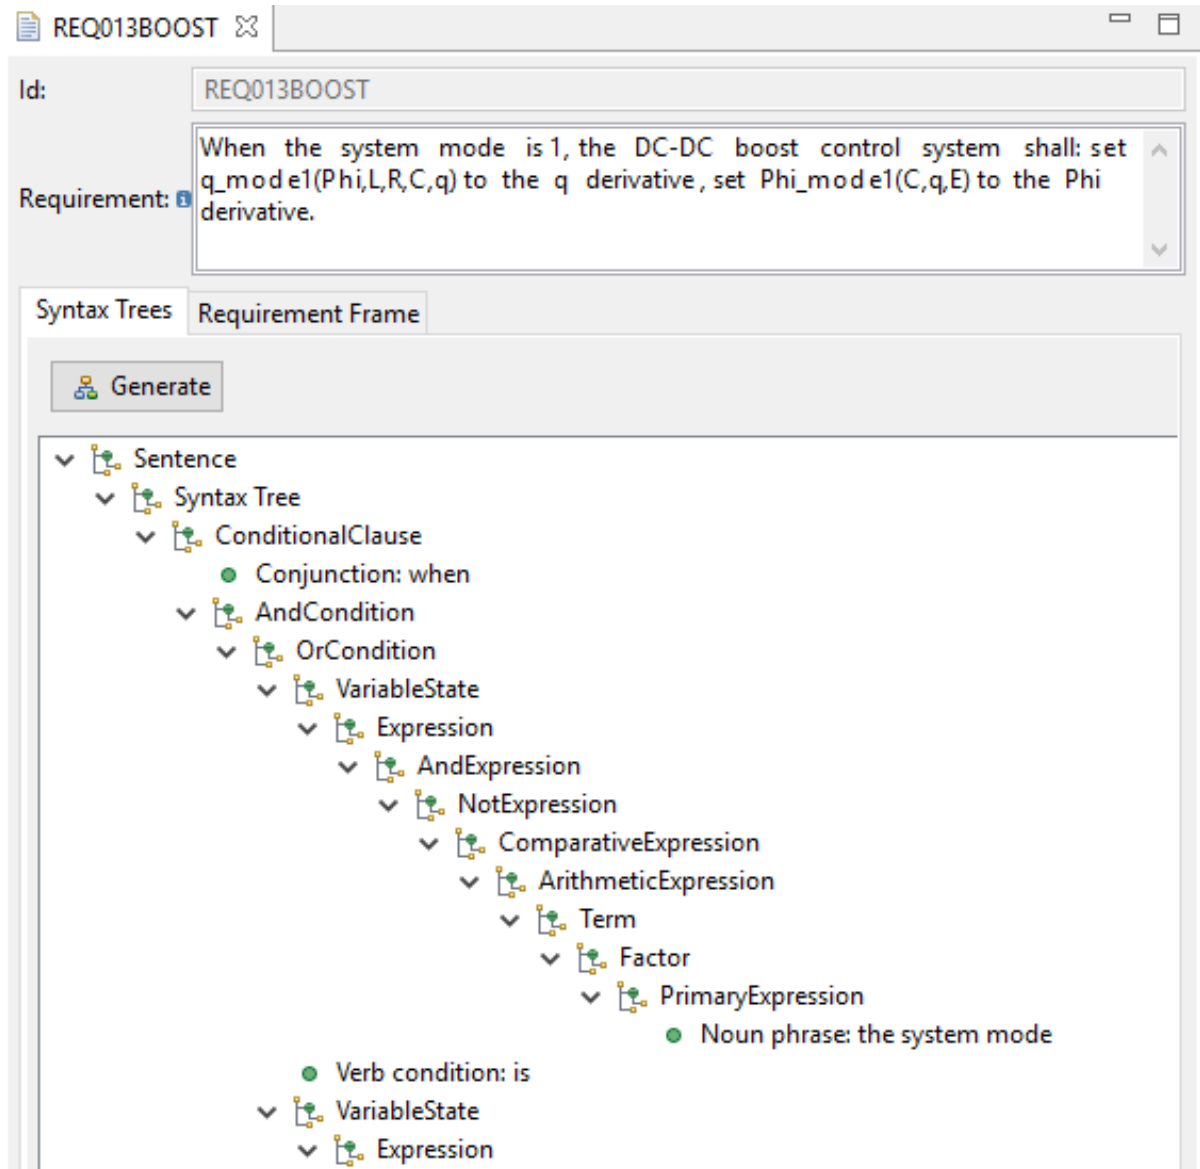 REQ013BOOST
Id:
REQ013BOOST
Requirement:
When the system mode is 1, the DC-DC boost control system shall: set
q_mode1(Phi,L,R,C,q) to the q derivative, set Phi_mode1(C,q,E) to the Phi
derivative.
Syntax Trees
Requirement Frame
Generate
Sentence
Syntax Tree
ConditionalClause
Conjunction: when
AndCondition
OrCondition
VariableState
Expression
AndExpression
NotExpression
ComparativeExpression
ArithmeticExpression
Term
Factor
PrimaryExpression
Noun phrase: the system mode
Verb condition: is
VariableState
Expression